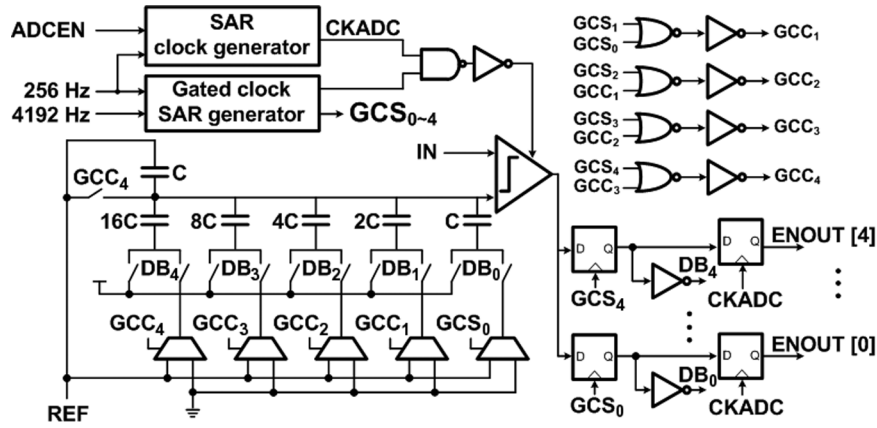 ADCEN
SAR
clock generator
CKADC
256 Hz
4192 Hz
Gated clock
SAR generator
GCS0~4
IN
GCS1
GCS0
GCC1
GCS2
GCC1
GCC2
GCS3
GCC2
GCC3
GCS4
GCC3
GCC4
GCC4
C
16C
8C
4C
2C
C
DB4
DB3
DB2
DB1
DB0
GCC4
GCC3
GCC2
GCC1
GCS0
REF
D Q
GCS4
DB4
D Q
CKADC
ENOUT [4]
D Q
GCS0
DB0
D Q
CKADC
ENOUT [0]